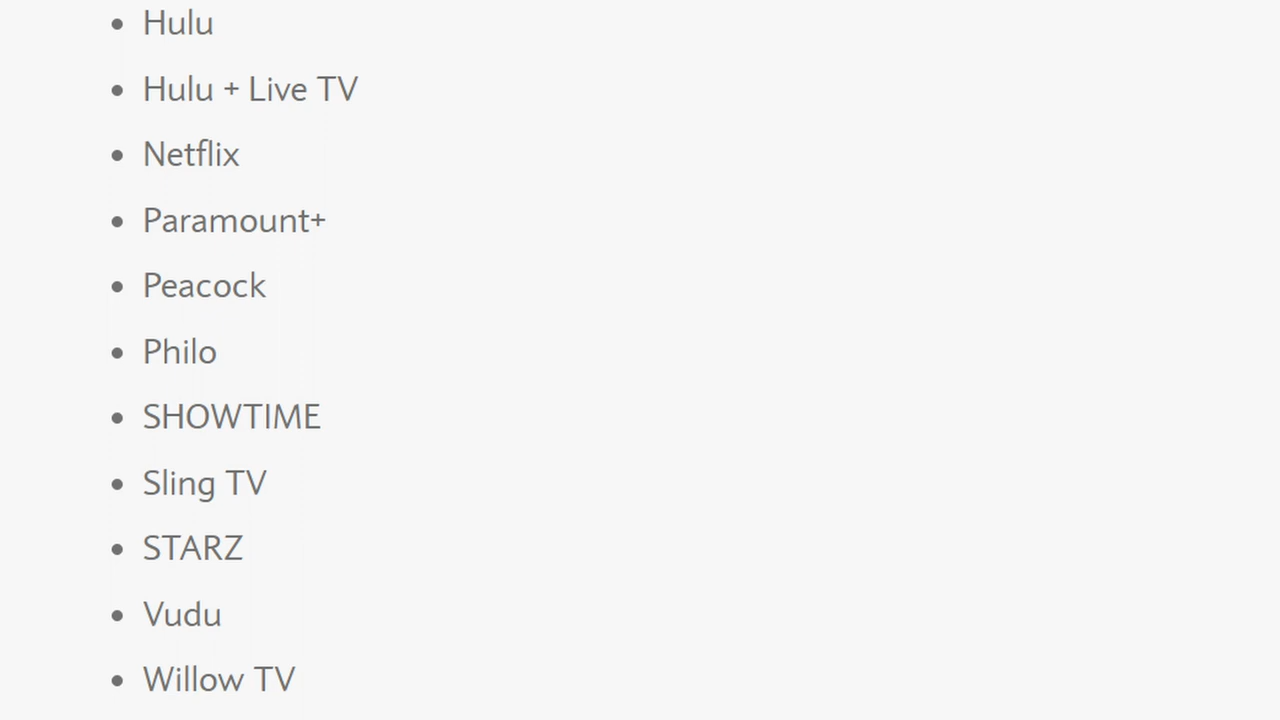 Hulu
Hulu + Live TV
Netflix
Paramount+
Peacock
Philo
SHOWTIME
Sling TV
STARZ
Vudu
Willow TV